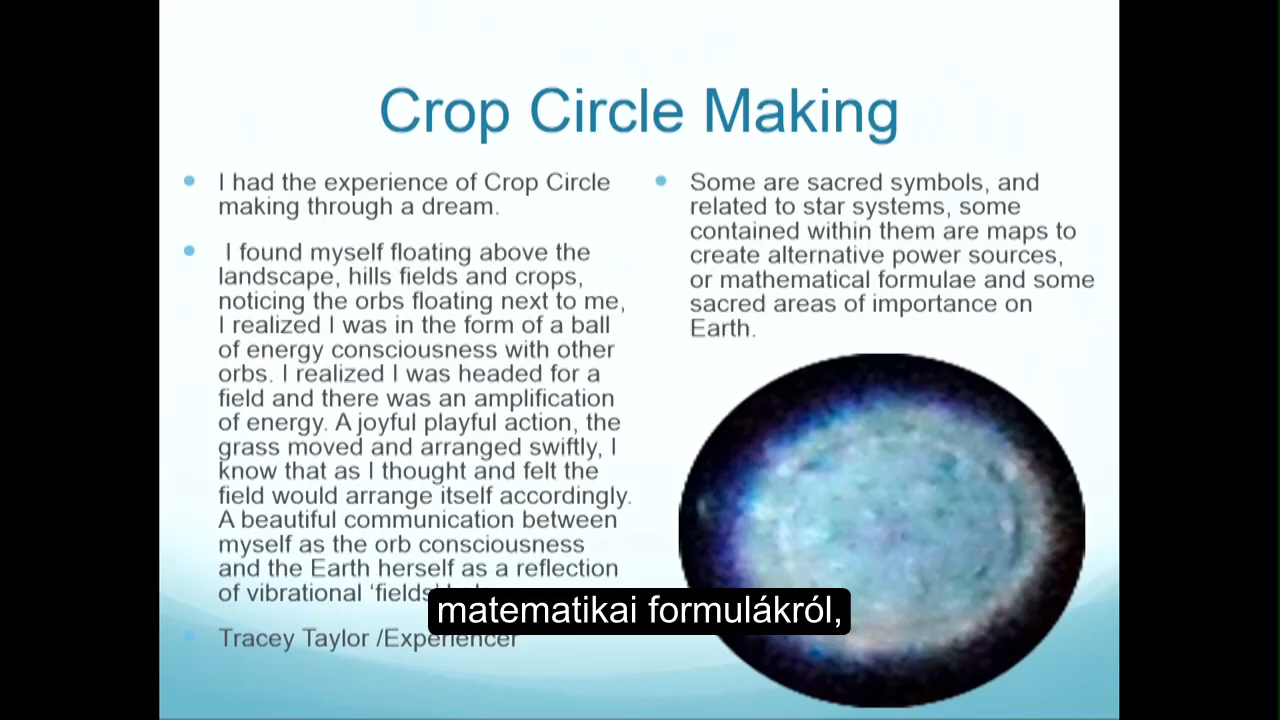 Crop Circle Making
I had the experience of Crop Circle
making through a dream.
I found myself floating above the
landscape, hills fields and crops,
noticing the orbs floating next to me,
I realized I was in the form of a ball
of energy consciousness with other
orbs. I realized I was headed for a
field and there was an amplification
of energy. A joyful playful action, the
grass moved and arranged swiftly, I
know that as I thought and felt the
field would arrange itself accordingly.
A beautiful communication between
myself as the orb consciousness
and the Earth herself as a reflection
of vibrational ‘fields’
Tracey Taylor /Experiencer
Some are sacred symbols, and
related to star systems, some
contained within them are maps to
create alternative power sources,
or mathematical formulae and some
sacred areas of importance on
Earth.
matematikai formulákról,